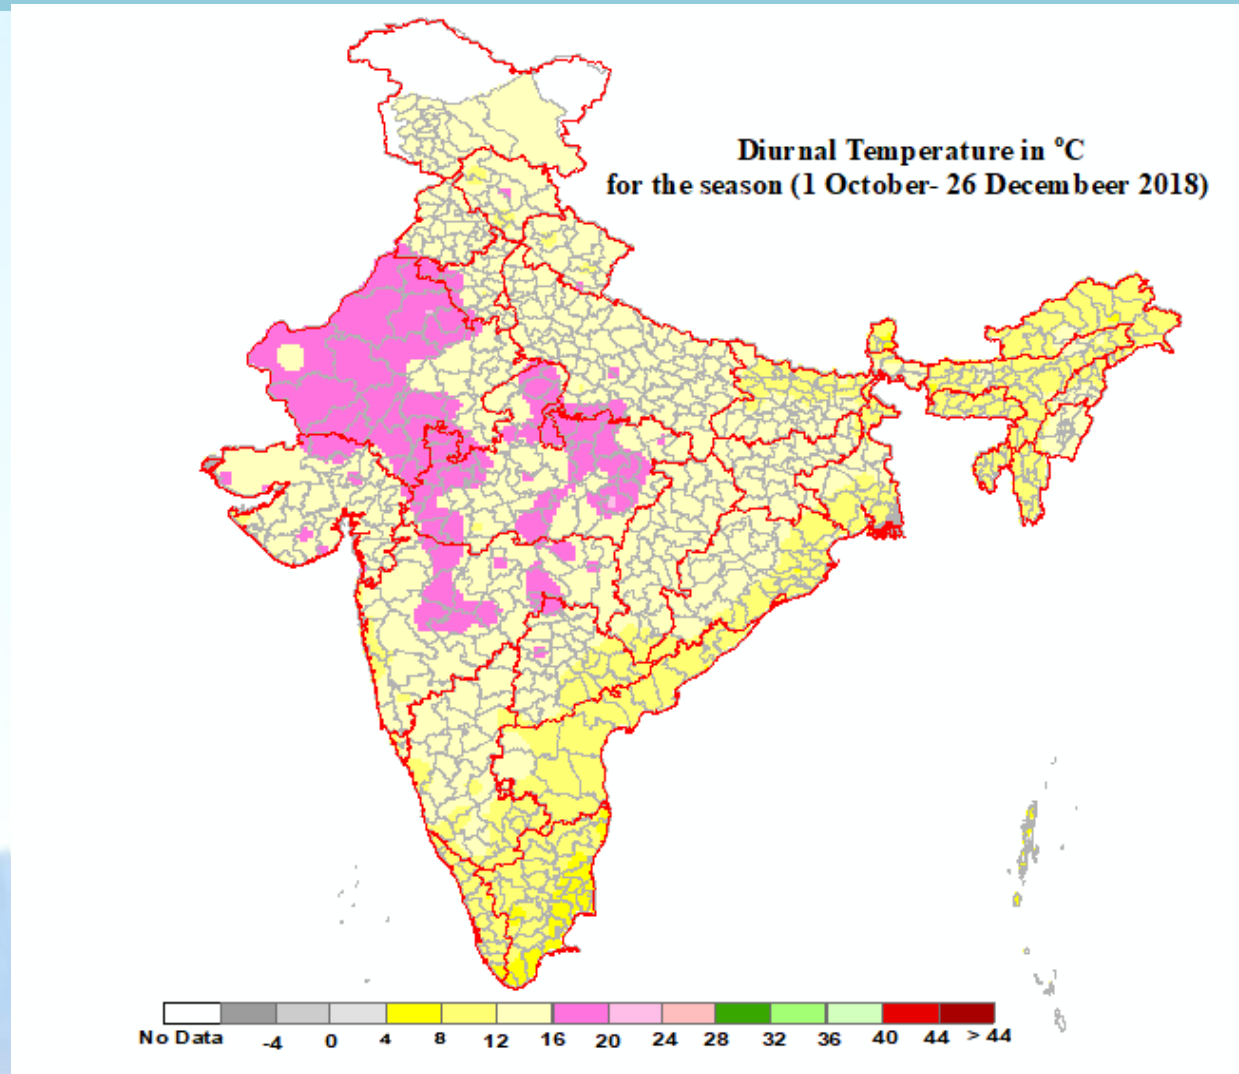 Diurnal Temperature in °C
for the season (1 October- 26 Decembeer 2018)
No Data -4 0 4 8 12 16 20 24 28 32 36 40 44 > 44